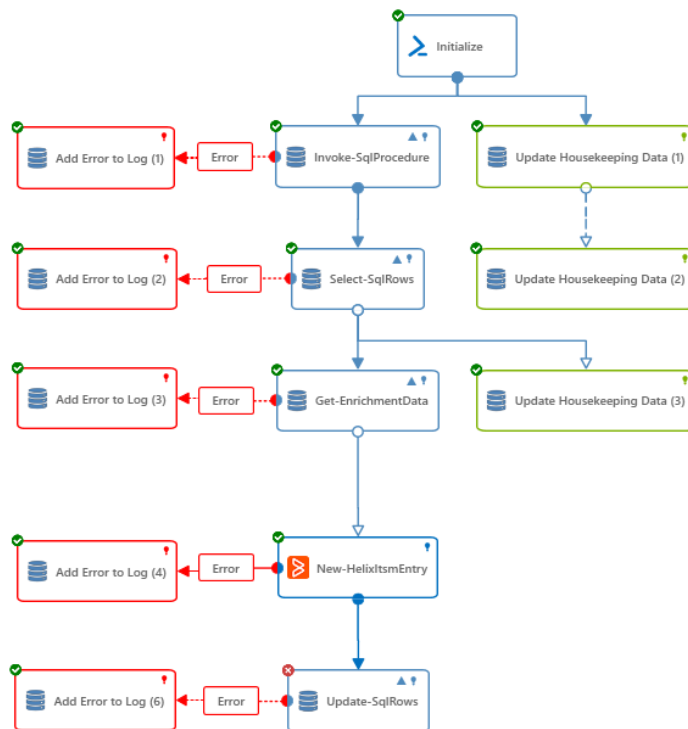 Initialize
Add Error to Log (1)
Error
Invoke-SqlProcedure
Update Housekeeping Data (1)
Add Error to Log (2)
Error
Select-SqlRows
Update Housekeeping Data (2)
Add Error to Log (3)
Error
Get-EnrichmentData
Update Housekeeping Data (3)
Add Error to Log (4)
Error
New-HelixItsmEntry
Add Error to Log (6)
Error
Update-SqlRows